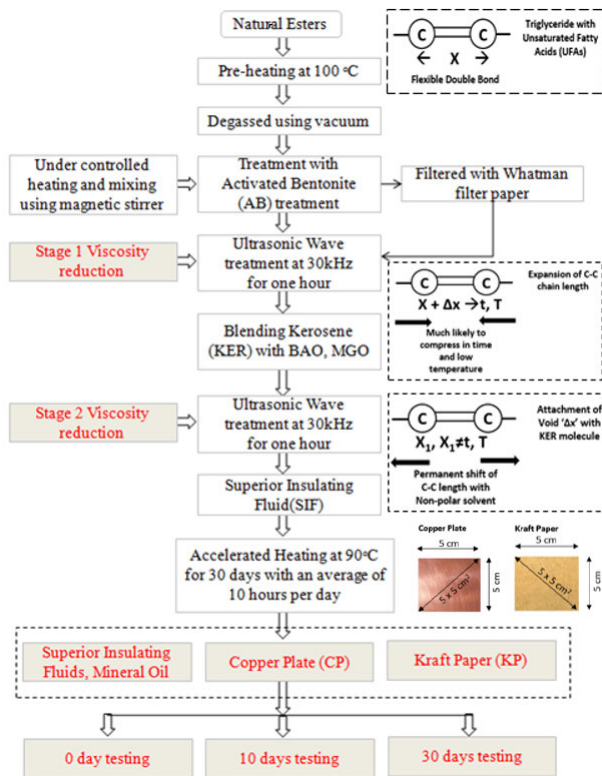 Natural Esters
Triglyceride with
Unsaturated Fatty
Acids (UFAs)
C
C
← X →
Flexible Double Bond
Pre-heating at 100 °C
Degassed using vacuum
Under controlled
heating and mixing
using magnetic stirrer
Treatment with
Activated Bentonite
(AB) treatment
Filtered with Whatman
filter paper
Stage 1 Viscosity
reduction
Ultrasonic Wave
treatment at 30kHz
for one hour
C
C
Expansion of C-C
chain length
X + Δx →t, T
Much likely to
compress in time
and low
temperature
Blending Kerosene
(KER) with BAO, MGO
Stage 2 Viscosity
reduction
Ultrasonic Wave
treatment at 30kHz
for one hour
C
C
Attachment of
Void 'Δx' with
KER molecule
X₁, X₁≠t, T
Permanent shift of
C-C length with
Non-polar solvent
Superior Insulating
Fluid(SIF)
Copper Plate
5 cm
5 x 5 cm²
5 cm
Kraft Paper
5 cm
5 x 5 cm²
5 cm
Accelerated Heating at 90°C
for 30 days with an average of
10 hours per day
Superior Insulating
Fluids, Mineral Oil
Copper Plate (CP)
Kraft Paper (KP)
0 day testing
10 days testing
30 days testing